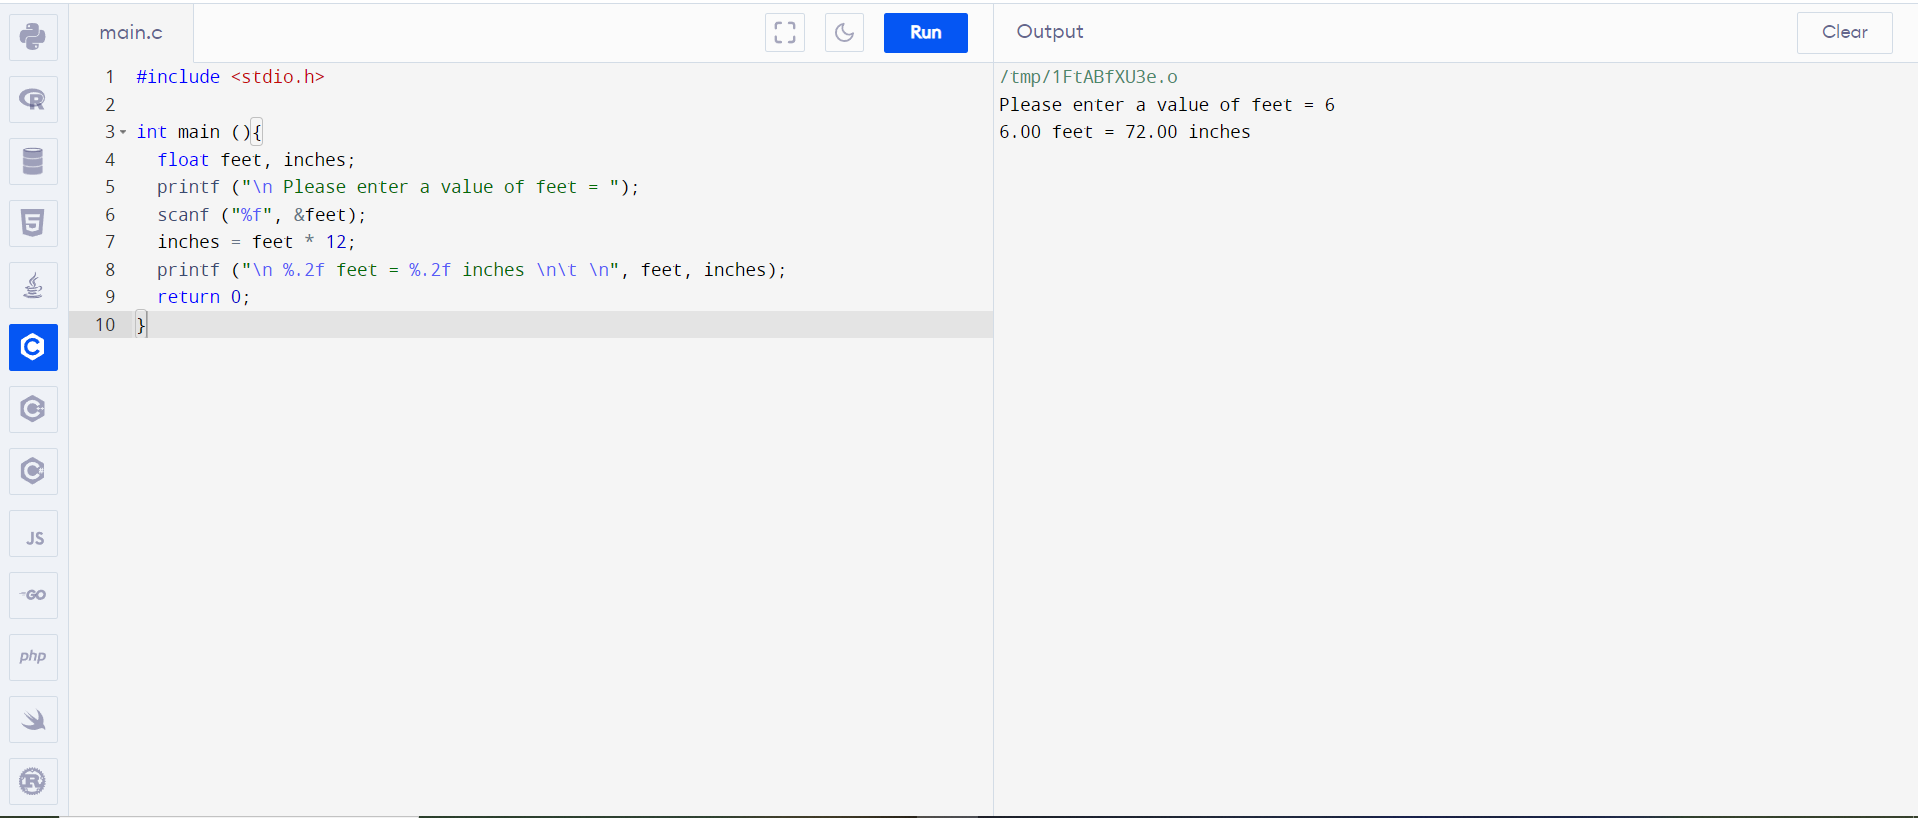 main.c
Run
Output
Clear
1 #include <stdio.h>
2
3 int main (){
4 float feet, inches;
5 printf ("\n Please enter a value of feet = ");
6 scanf ("%f", &feet);
7 inches = feet * 12;
8 printf ("\n %.2f feet = %.2f inches \n\t \n", feet, inches);
9 return 0;
10 }
/tmp/1FtABfXU3e.o
Please enter a value of feet = 6
6.00 feet = 72.00 inches
R
5
C
C
C
JS
GO
php
R